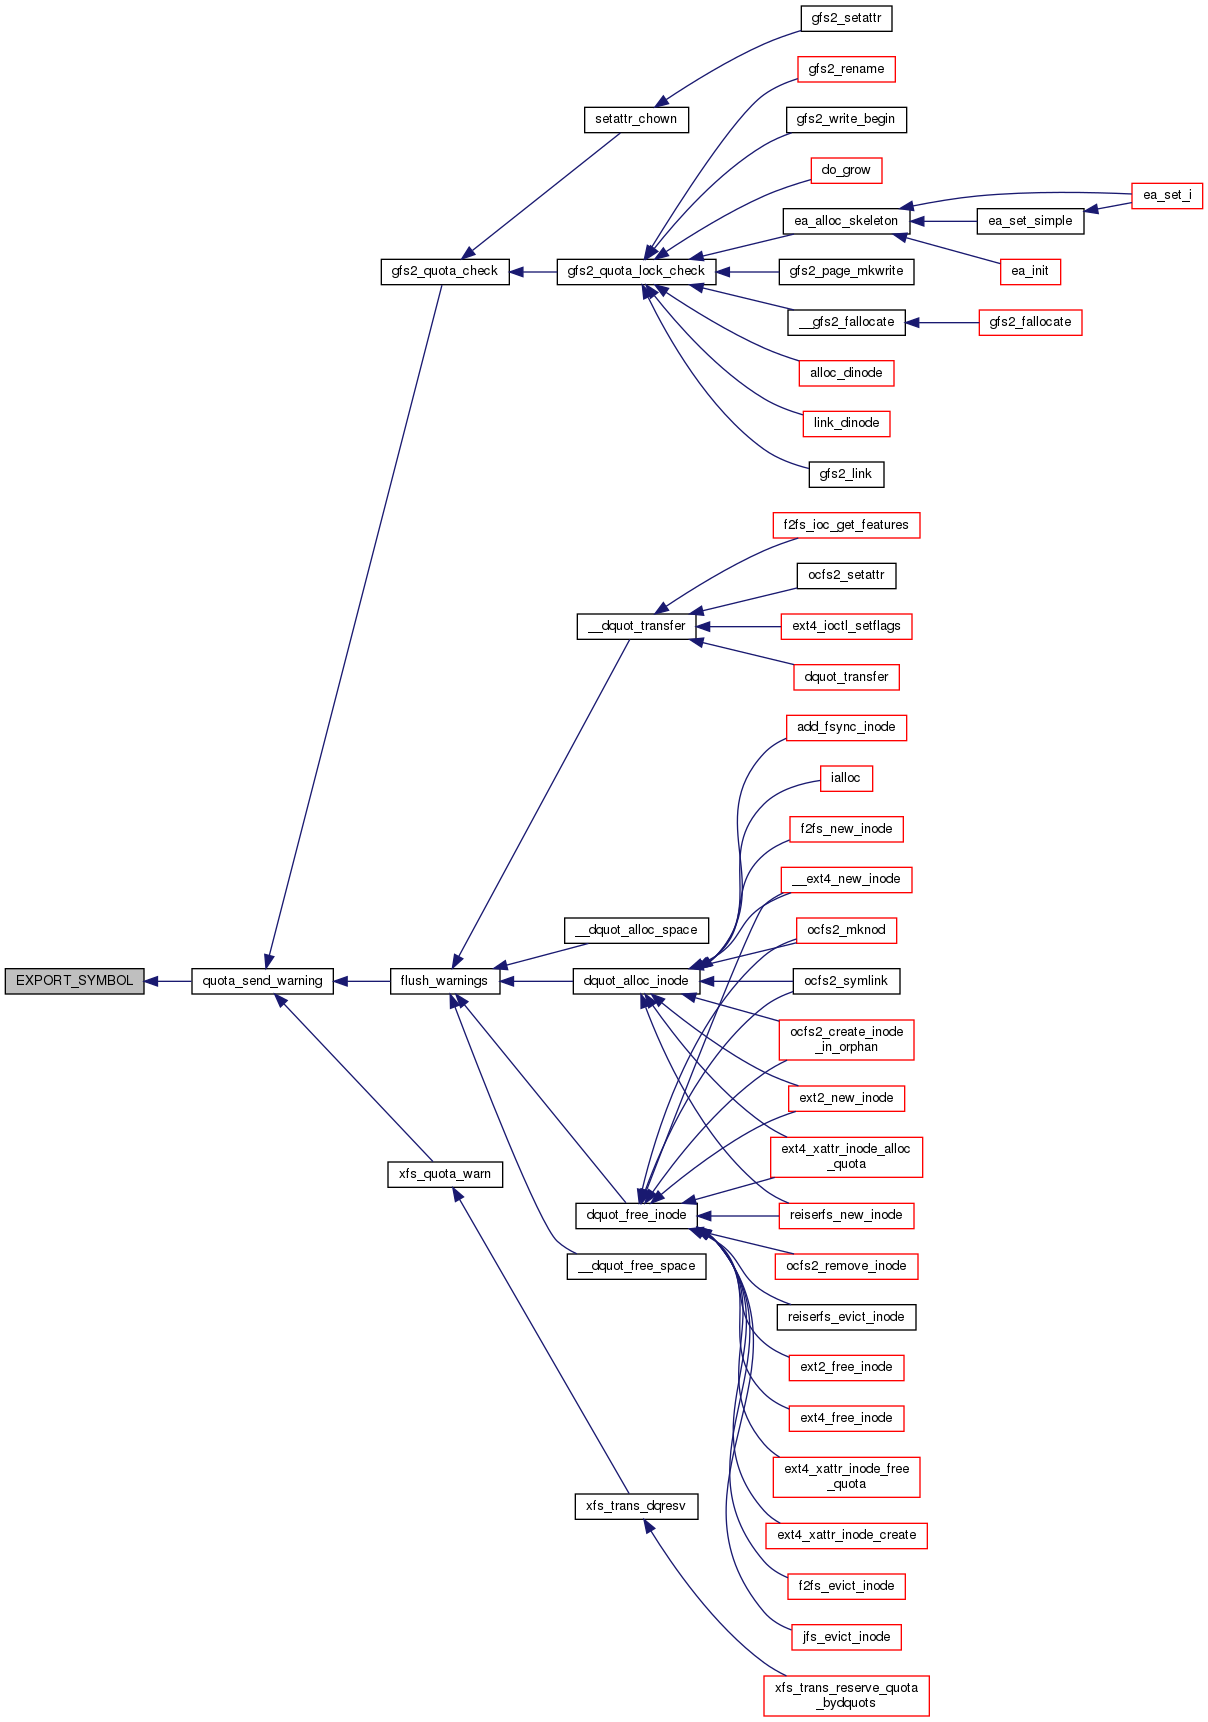 gfs2_setattr
gfs2_rename
setattr_chown
gfs2_write_begin
do_grow
ea_set_i
ea_alloc_skeleton
ea_set_simple
gfs2_quota_check
gfs2_quota_lock_check
gfs2_page_mkwrite
ea_init
__gfs2_fallocate
gfs2_fallocate
alloc_dinode
link_dinode
gfs2_link
f2fs_ioc_get_features
ocfs2_setattr
__dquot_transfer
ext4_ioctl_setflags
dquot_transfer
add_fsync_inode
ialloc
f2fs_new_inode
__ext4_new_inode
__dquot_alloc_space
ocfs2_mknod
EXPORT_SYMBOL
quota_send_warning
flush_warnings
dquot_alloc_inode
ocfs2_symlink
ocfs2_create_inode
_in_orphan
ext2_new_inode
ext4_xattr_inode_alloc
_quota
xfs_quota_warn
dquot_free_inode
reiserfs_new_inode
__dquot_free_space
ocfs2_remove_inode
reiserfs_evict_inode
ext2_free_inode
ext4_free_inode
ext4_xattr_inode_free
_quota
xfs_trans_dqresv
ext4_xattr_inode_create
f2fs_evict_inode
jfs_evict_inode
xfs_trans_reserve_quota
_bydquots